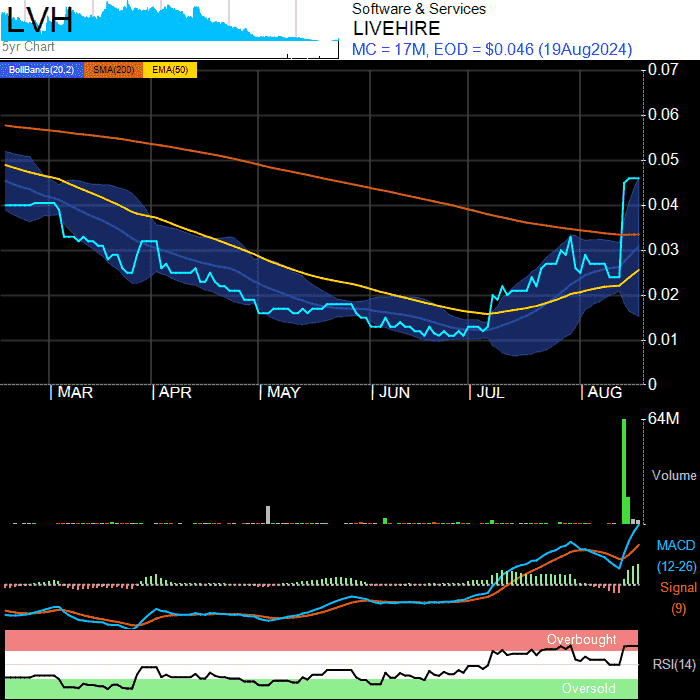 LVH
5yr Chart
Software & Services
LIVEHIRE
MC = 17M, EOD = $0.046 (19Aug2024)
BollBands(20,2) SMA(200) EMA(50)
0.07
0.06
0.05
0.04
0.03
0.02
0.01
0
MAR APR MAY JUN JUL AUG
64M
Volume
MACD
(12-26)
Signal
(9)
Overbought
RSI(14)
Oversold